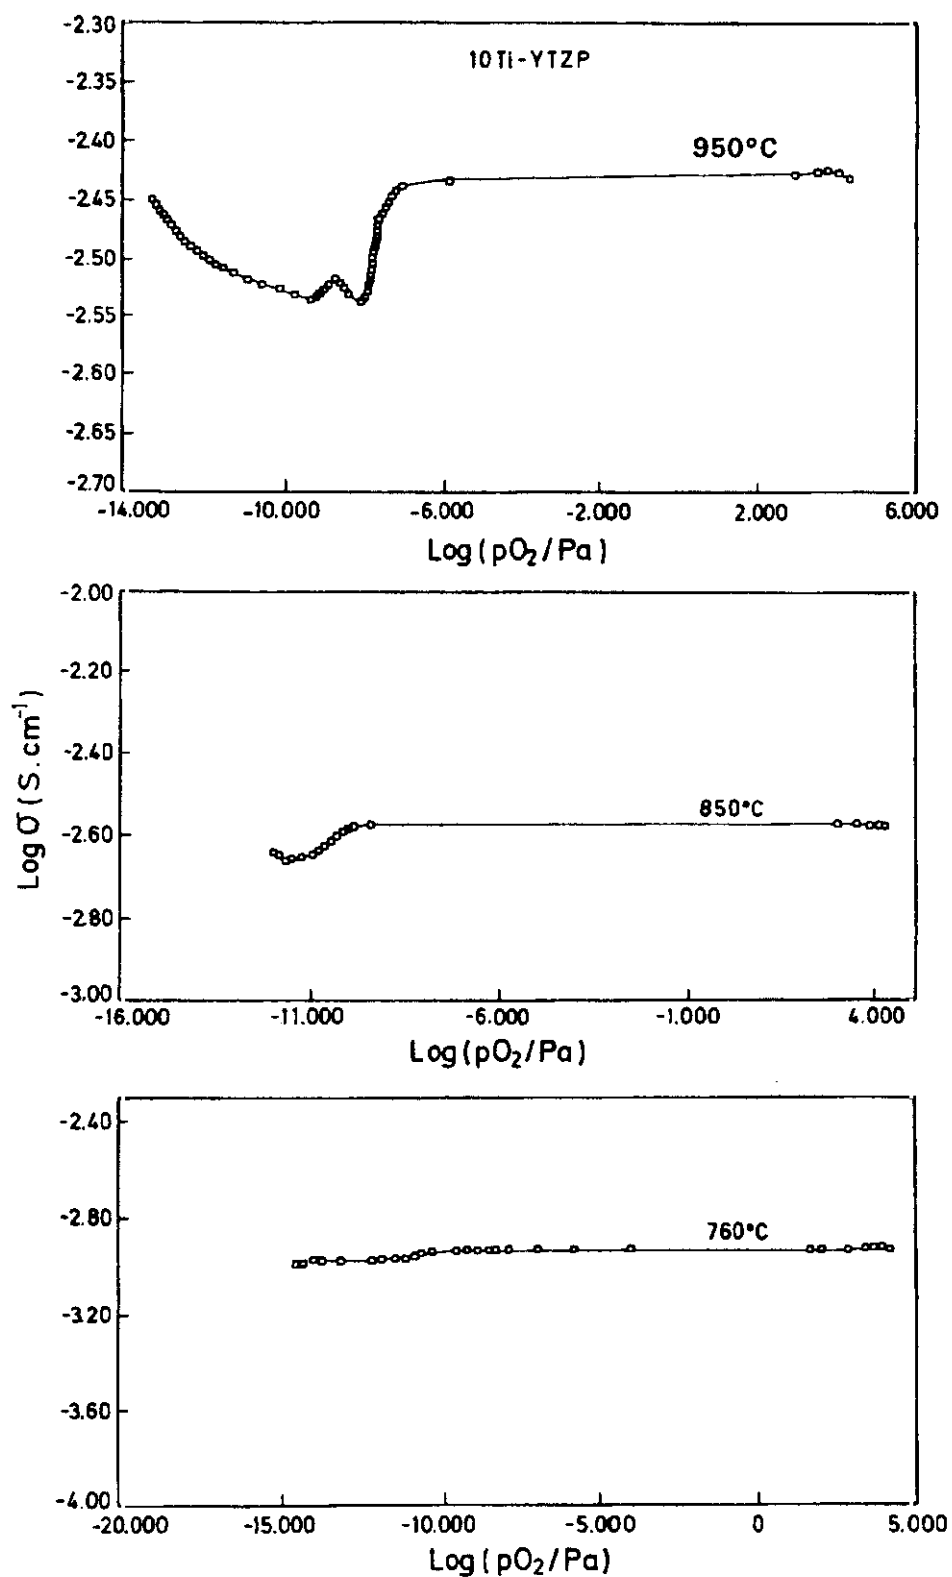 -2.30
10Ti-YTZP
-2.35
-2.40
950°C
-2.45
-2.50
-2.55
-2.60
-2.65
-2.70
-14.000 -10.000 -6.000 -2.000 2.000 6.000
Log (pO₂/Pa)
-2.00
-2.20
-2.40
Log σ (S.cm⁻¹)
-2.60
850°C
-2.80
-3.00
-16.000 -11.000 -6.000 -1.000 4.000
Log (pO₂/Pa)
-2.40
-2.80
760°C
-3.20
-3.60
-4.00
-20.000 -15.000 -10.000 -5.000 0 5.000
Log (pO₂/Pa)